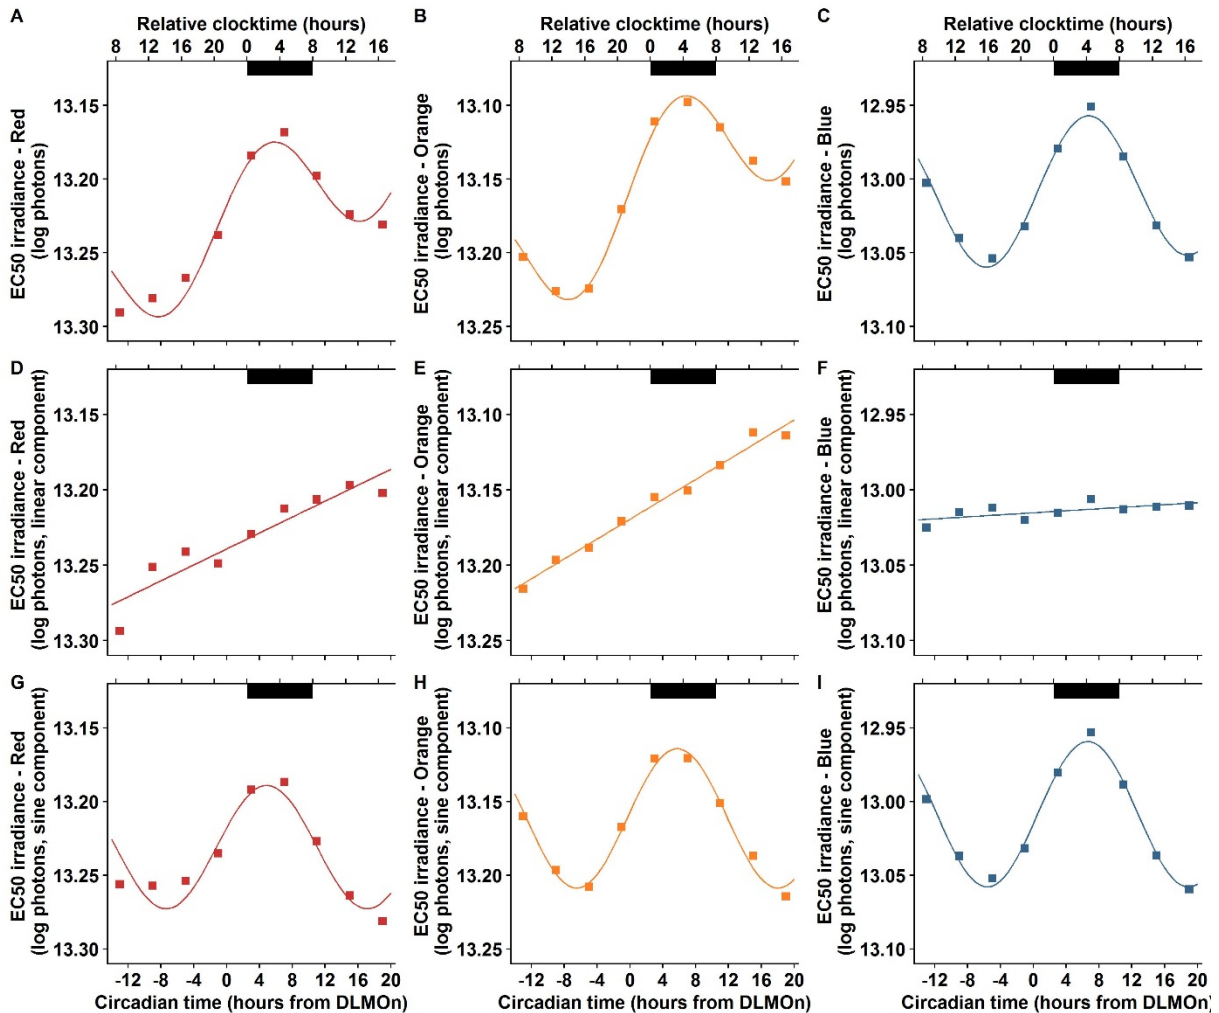 A
Relative clocktime (hours)
8 12 16 20 0 4 8 12 16
EC50 irradiance - Red
(log photons)
13.15
13.20
13.25
13.30
B
Relative clocktime (hours)
8 12 16 20 0 4 8 12 16
EC50 irradiance - Orange
(log photons)
13.10
13.15
13.20
13.25
C
Relative clocktime (hours)
8 12 16 20 0 4 8 12 16
EC50 irradiance - Blue
(log photons)
12.95
13.00
13.05
13.10
D
EC50 irradiance - Red
(log photons, linear component)
13.15
13.20
13.25
13.30
E
EC50 irradiance - Orange
(log photons, linear component)
13.10
13.15
13.20
13.25
F
EC50 irradiance - Blue
(log photons, linear component)
12.95
13.00
13.05
13.10
G
EC50 irradiance - Red
(log photons, sine component)
13.15
13.20
13.25
13.30
-12 -8 -4 0 4 8 12 16 20
Circadian time (hours from DLMOn)
H
EC50 irradiance - Orange
(log photons, sine component)
13.10
13.15
13.20
13.25
-12 -8 -4 0 4 8 12 16 20
Circadian time (hours from DLMOn)
I
EC50 irradiance - Blue
(log photons, sine component)
12.95
13.00
13.05
13.10
-12 -8 -4 0 4 8 12 16 20
Circadian time (hours from DLMOn)